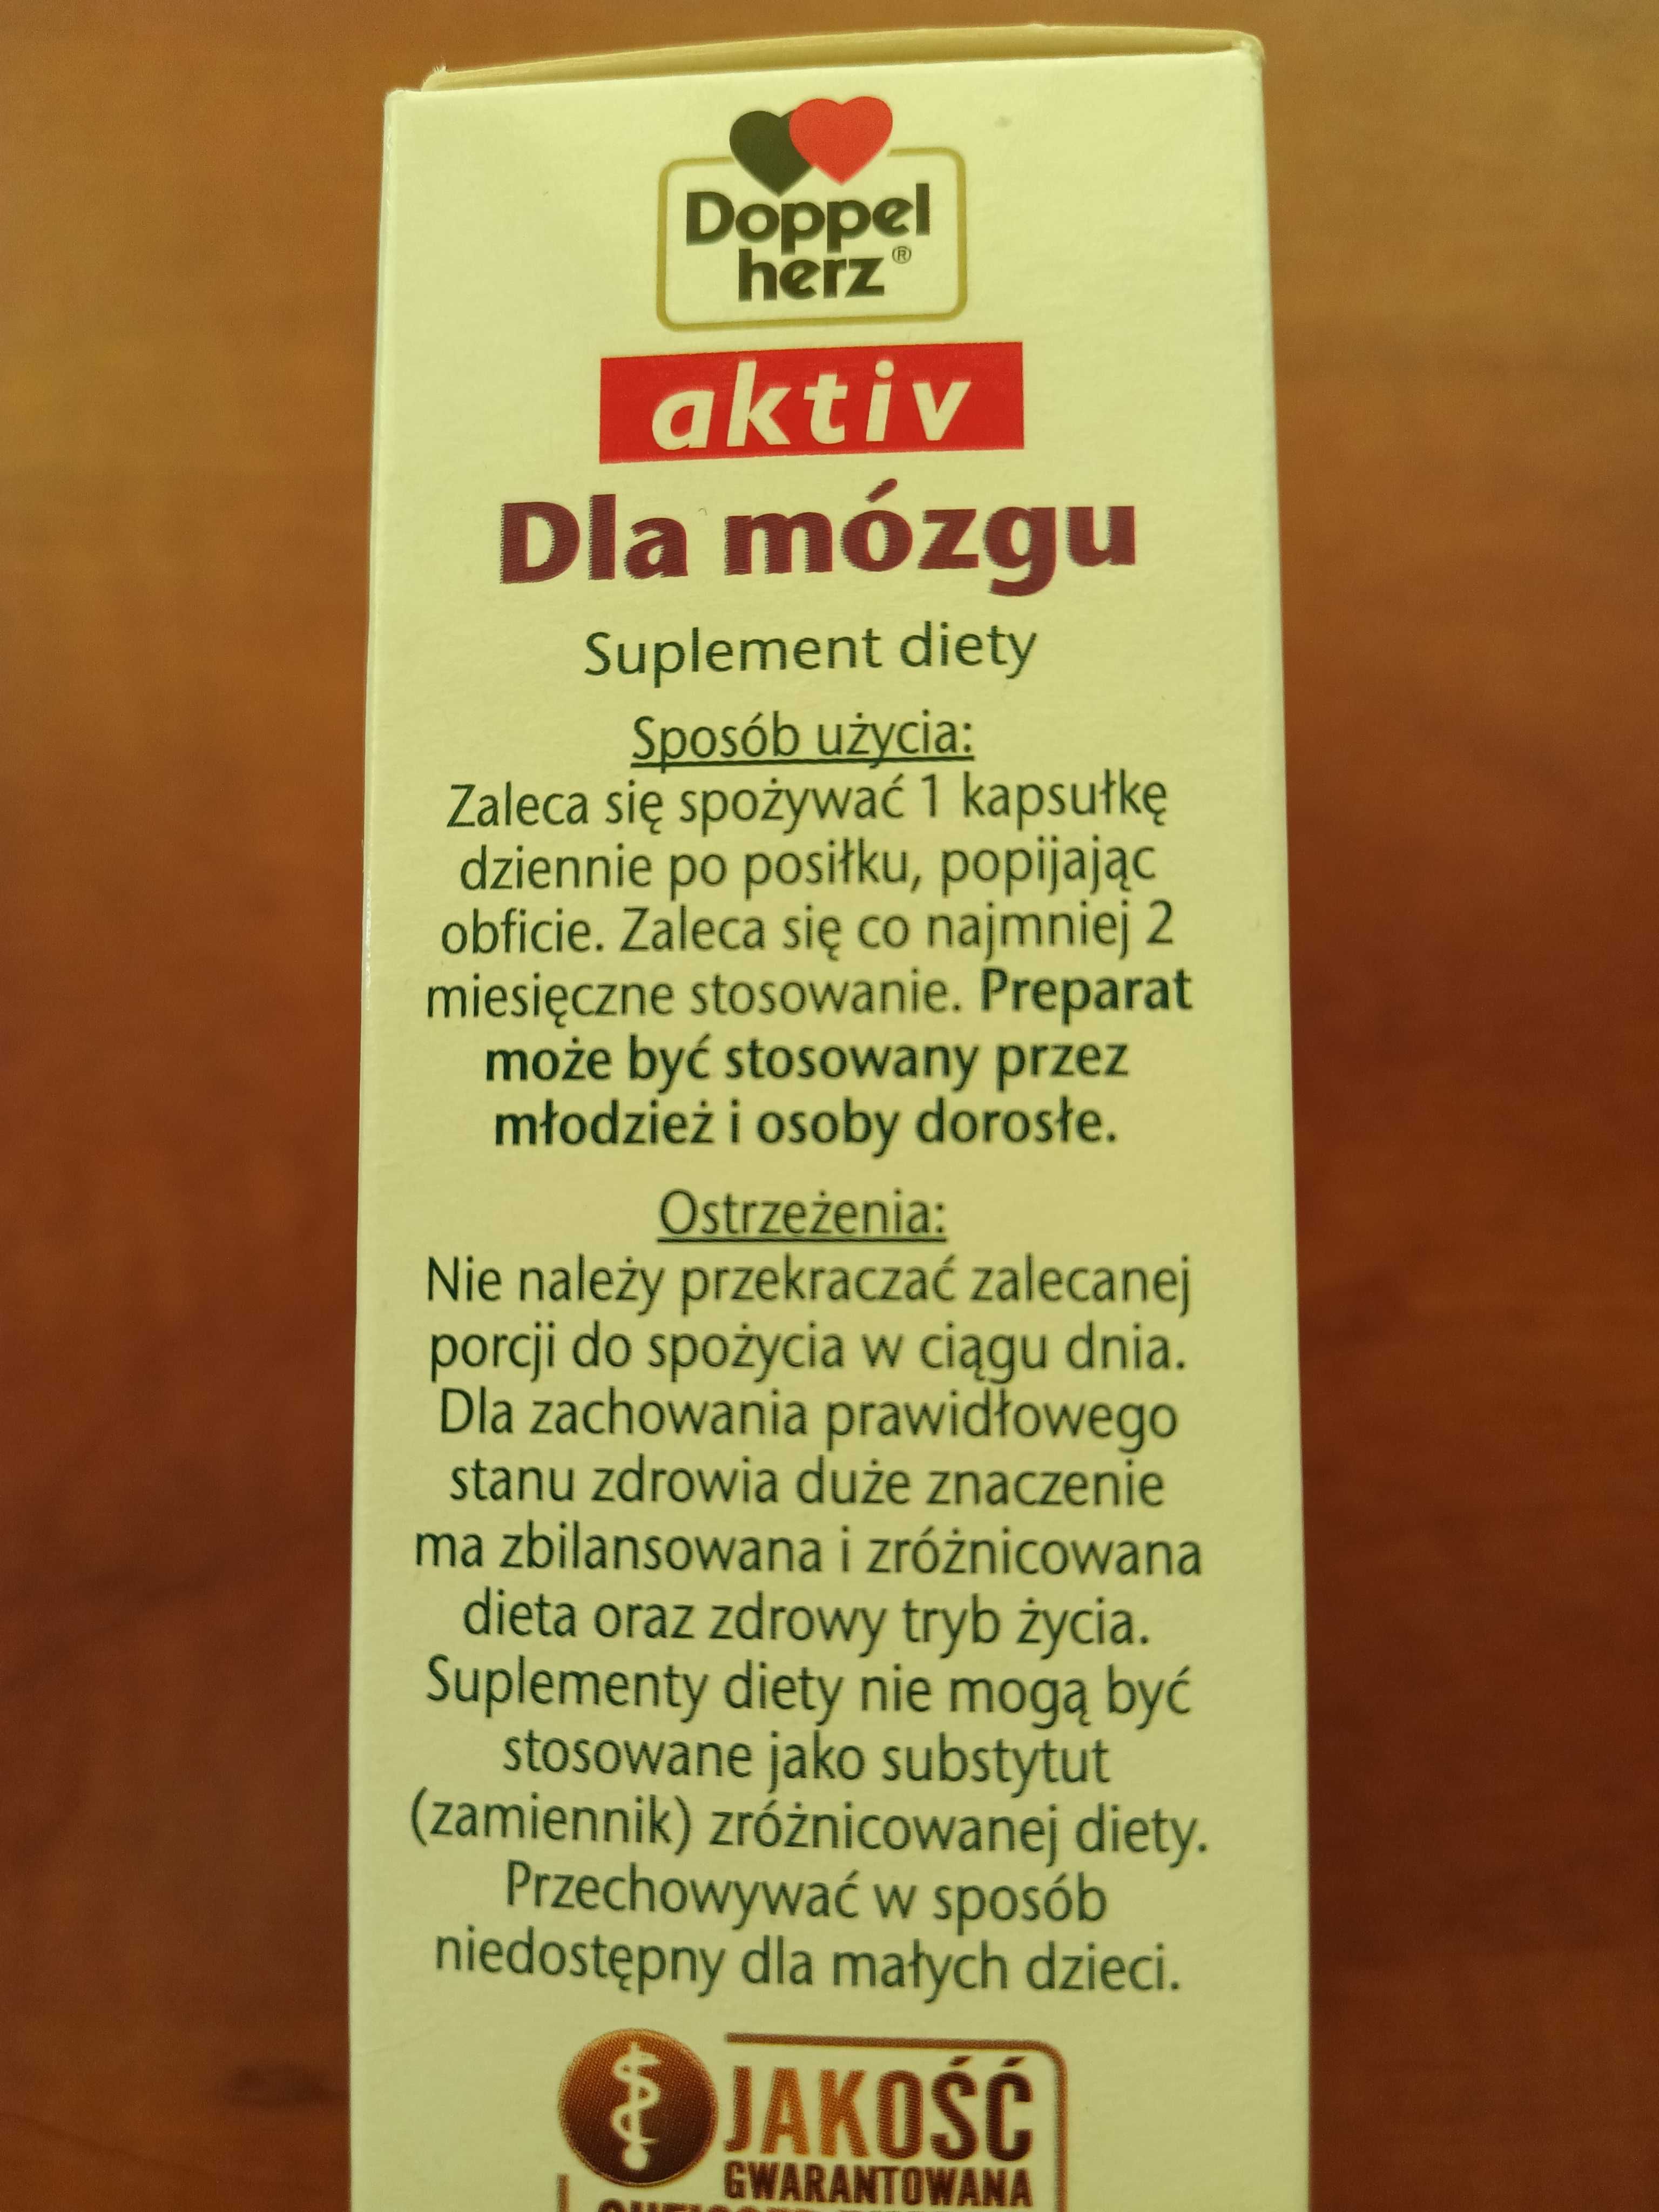 Doppel
herz®
aktiv
Dla mózgu
Suplement diety
Sposób użycia:
Zaleca się spożywać 1 kapsułkę
dziennie po posiłku, popijając
obficie. Zaleca się co najmniej 2
miesięczne stosowanie. Preparat
może być stosowany przez
młodzież i osoby dorosłe.
Ostrzeżenia:
Nie należy przekraczać zalecanej
porcji do spożycia w ciągu dnia.
Dla zachowania prawidłowego
stanu zdrowia duże znaczenie
ma zbilansowana i zróżnicowana
dieta oraz zdrowy tryb życia.
Suplementy diety nie mogą być
stosowane jako substytut
(zamiennik) zróżnicowanej diety.
Przechowywać w sposób
niedostępny dla małych dzieci.
JAKOŚĆ
GWARANTOWANA